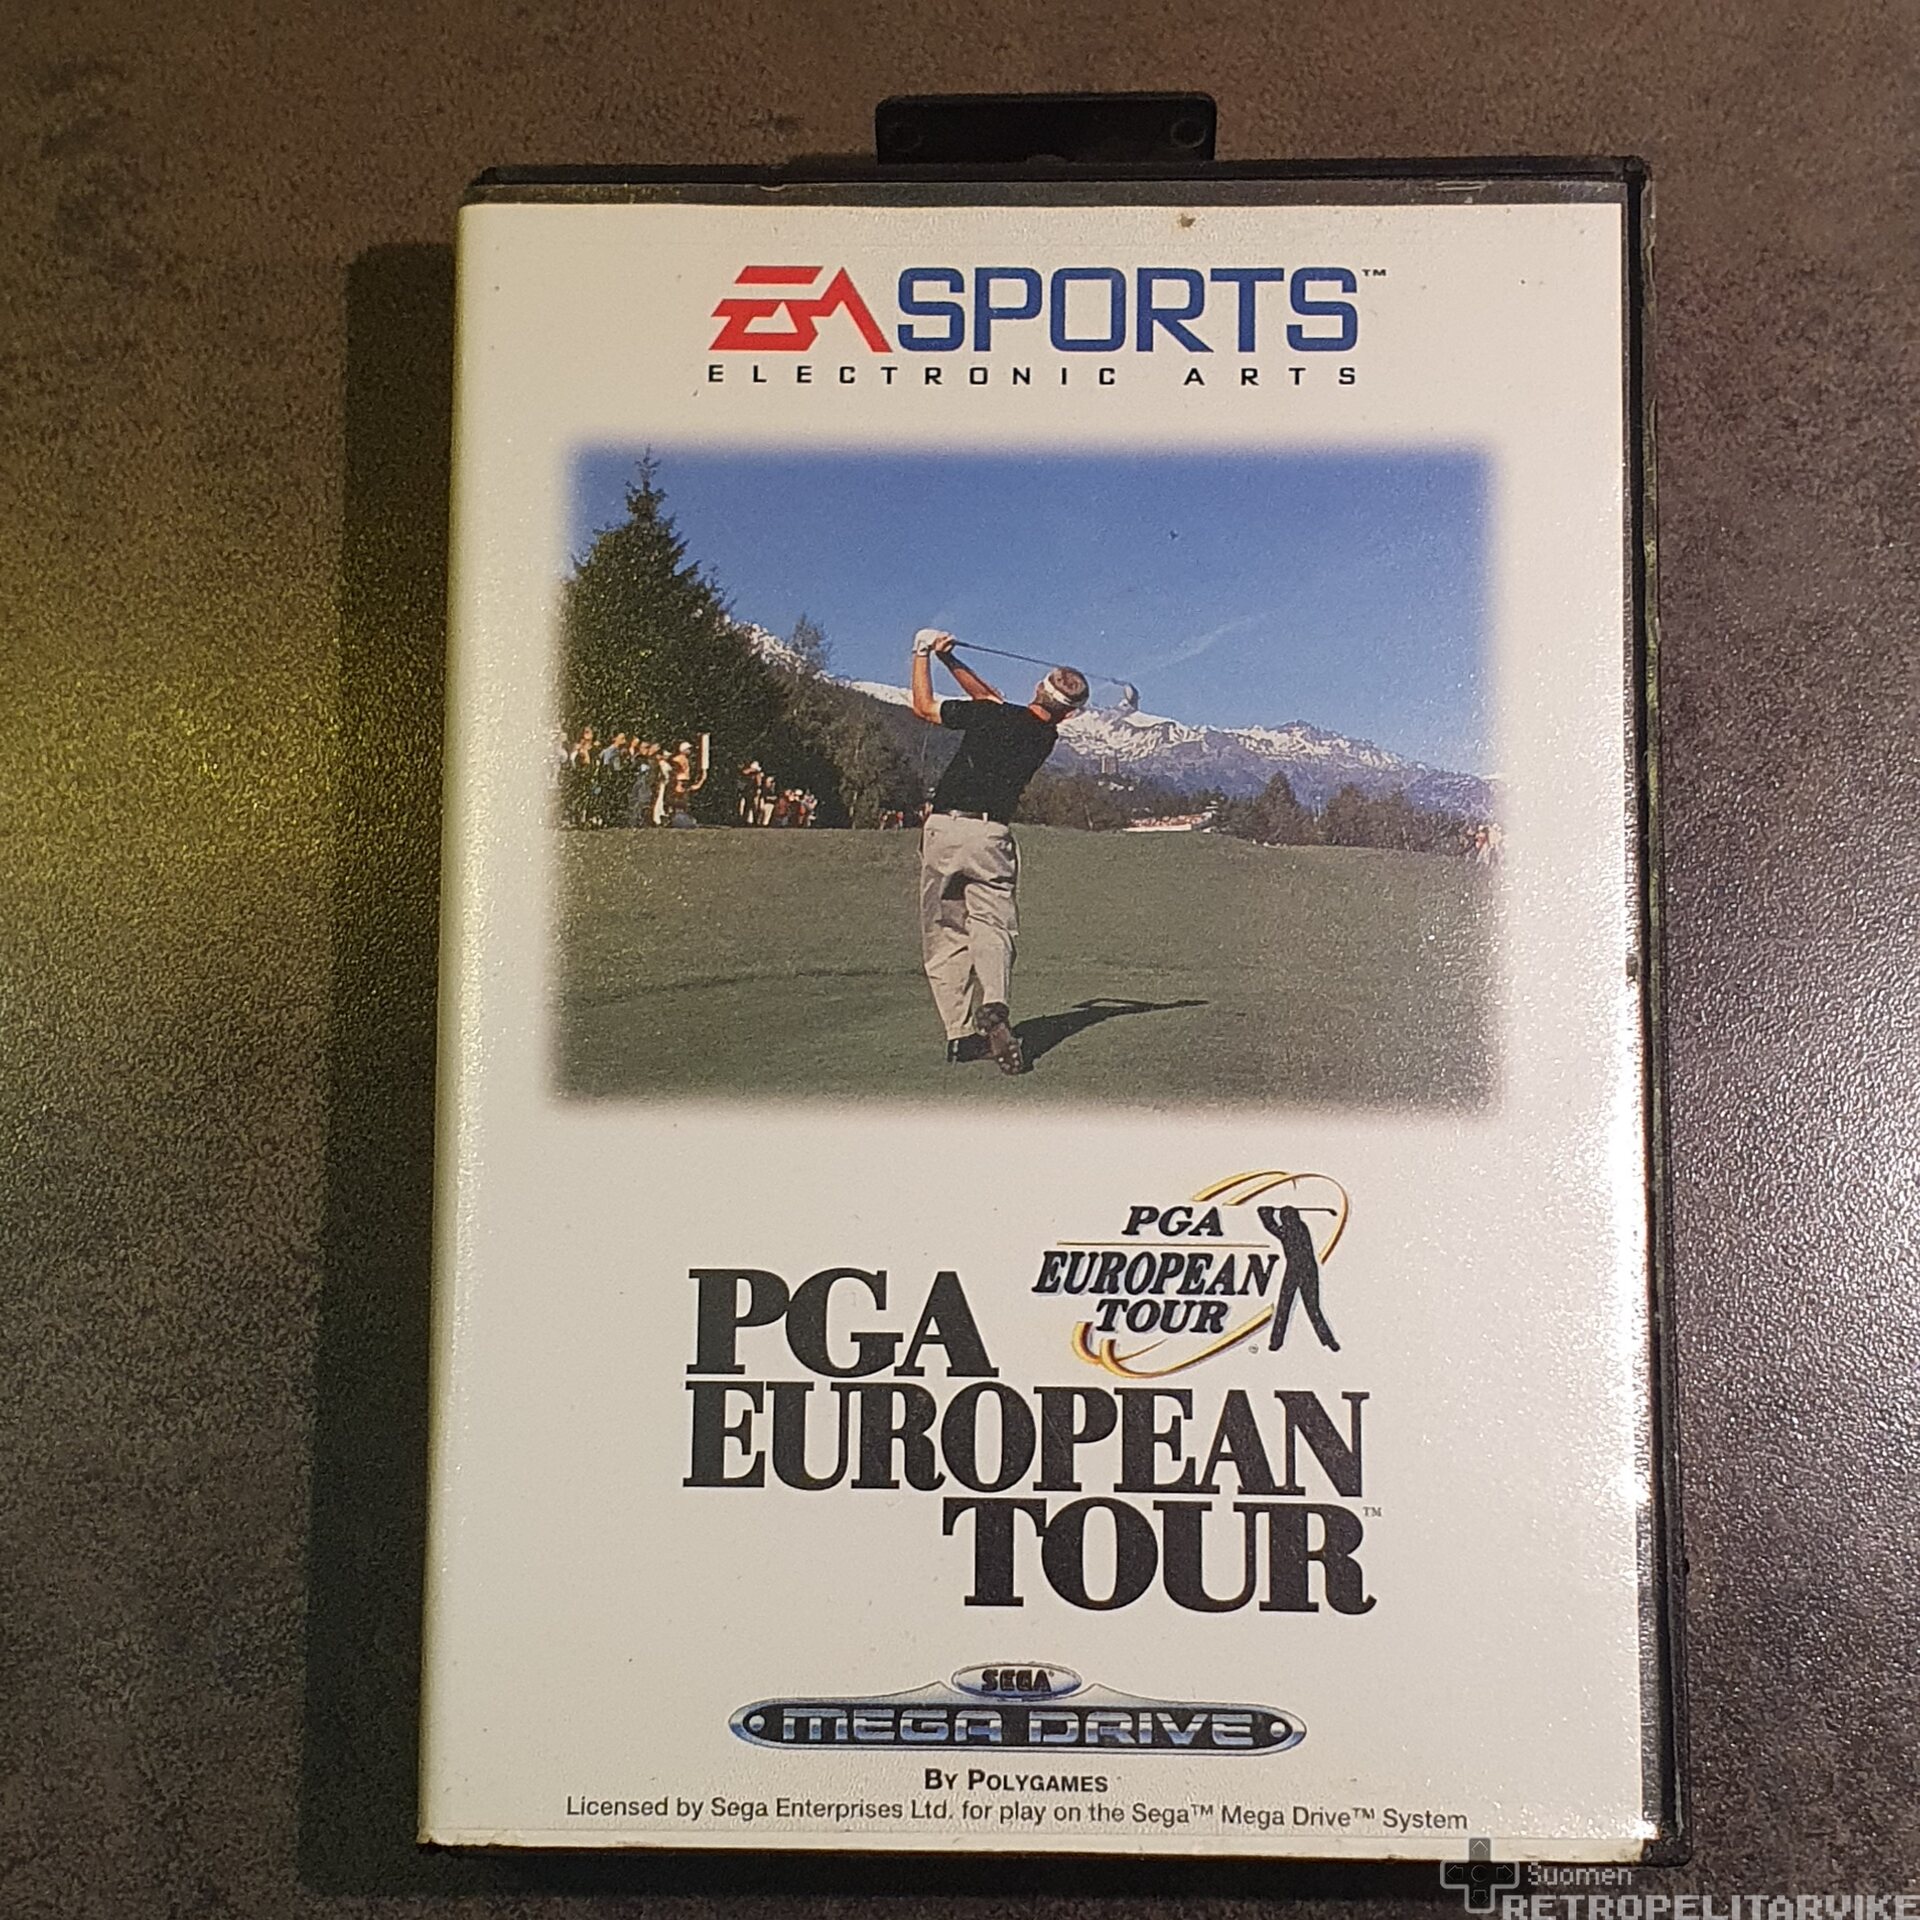 EA SPORTS™
ELECTRONIC ARTS
PGA
EUROPEAN
TOUR
®
PGA
EUROPEAN
TOUR™
SEGA®
MEGA DRIVE
BY POLYGAMES
Licensed by Sega Enterprises Ltd. for play on the Sega™ Mega Drive™ System
Suomen
RETROPELITARVIKE